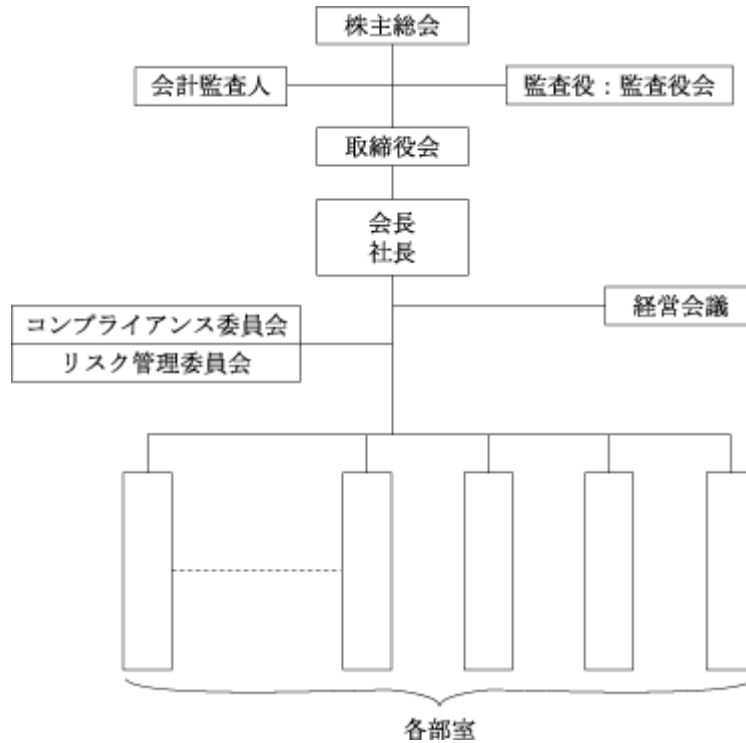 株主総会
会計監査人
監査役：監査役会
取締役会
会長
社長
経営会議
コンプライアンス委員会
リスク管理委員会
各部室